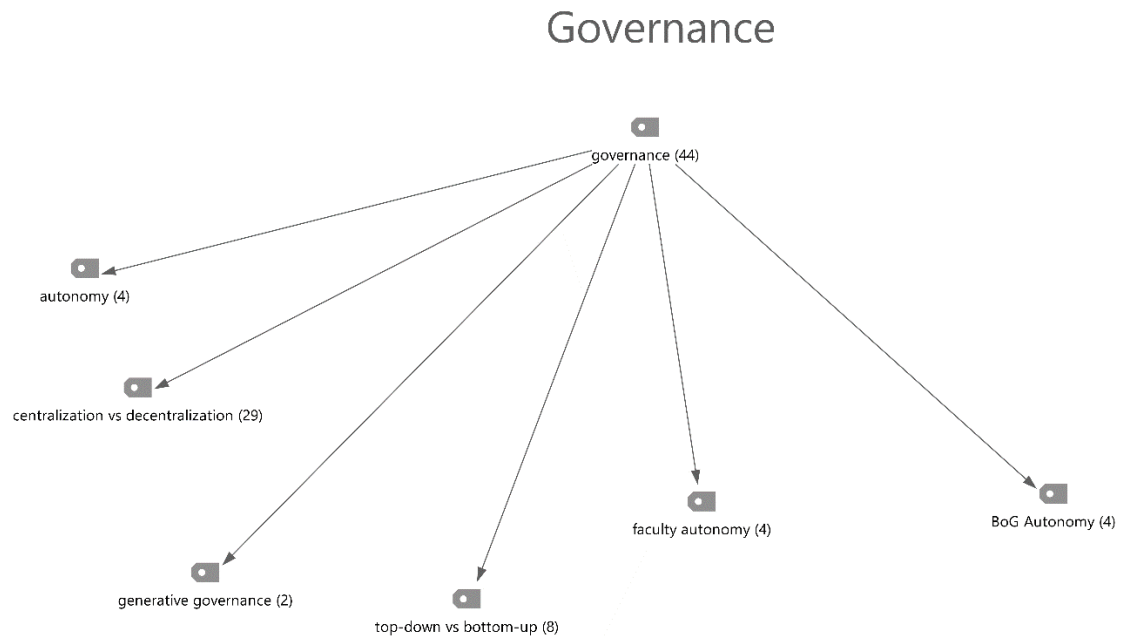 Governance
governance (44)
autonomy (4)
centralization vs decentralization (29)
faculty autonomy (4)
BoG Autonomy (4)
generative governance (2)
top-down vs bottom-up (8)